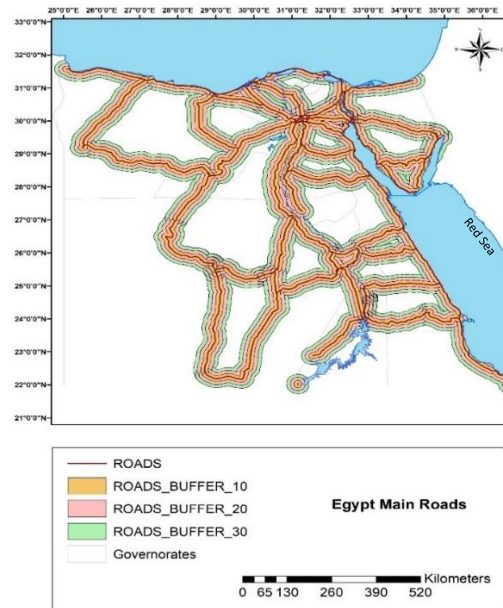 25°0'0"E 26°0'0"E 27°0'0"E 28°0'0"E 29°0'0"E 30°0'0"E 31°0'0"E 32°0'0"E 33°0'0"E 34°0'0"E 35°0'0"E 36°0'0"E
33°0'0"N
32°0'0"N
31°0'0"N
30°0'0"N
29°0'0"N
28°0'0"N
27°0'0"N
26°0'0"N
25°0'0"N
24°0'0"N
23°0'0"N
22°0'0"N
21°0'0"N
Red Sea
ROADS
ROADS_BUFFER_10
ROADS_BUFFER_20
ROADS_BUFFER_30
Governorates
Egypt Main Roads
Kilometers
0 65 130 260 390 520